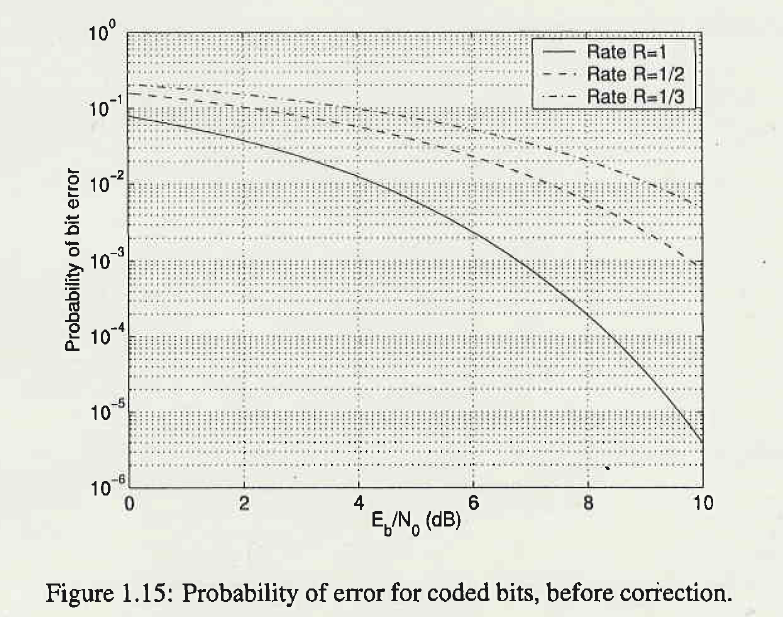 10^0
10^-1
10^-2
10^-3
10^-4
10^-5
10^-6
Probability of bit error
Rate R=1
Rate R=1/2
Rate R=1/3
0 2 4 6 8 10
E_b/N_0 (dB)
Figure 1.15: Probability of error for coded bits, before correction.